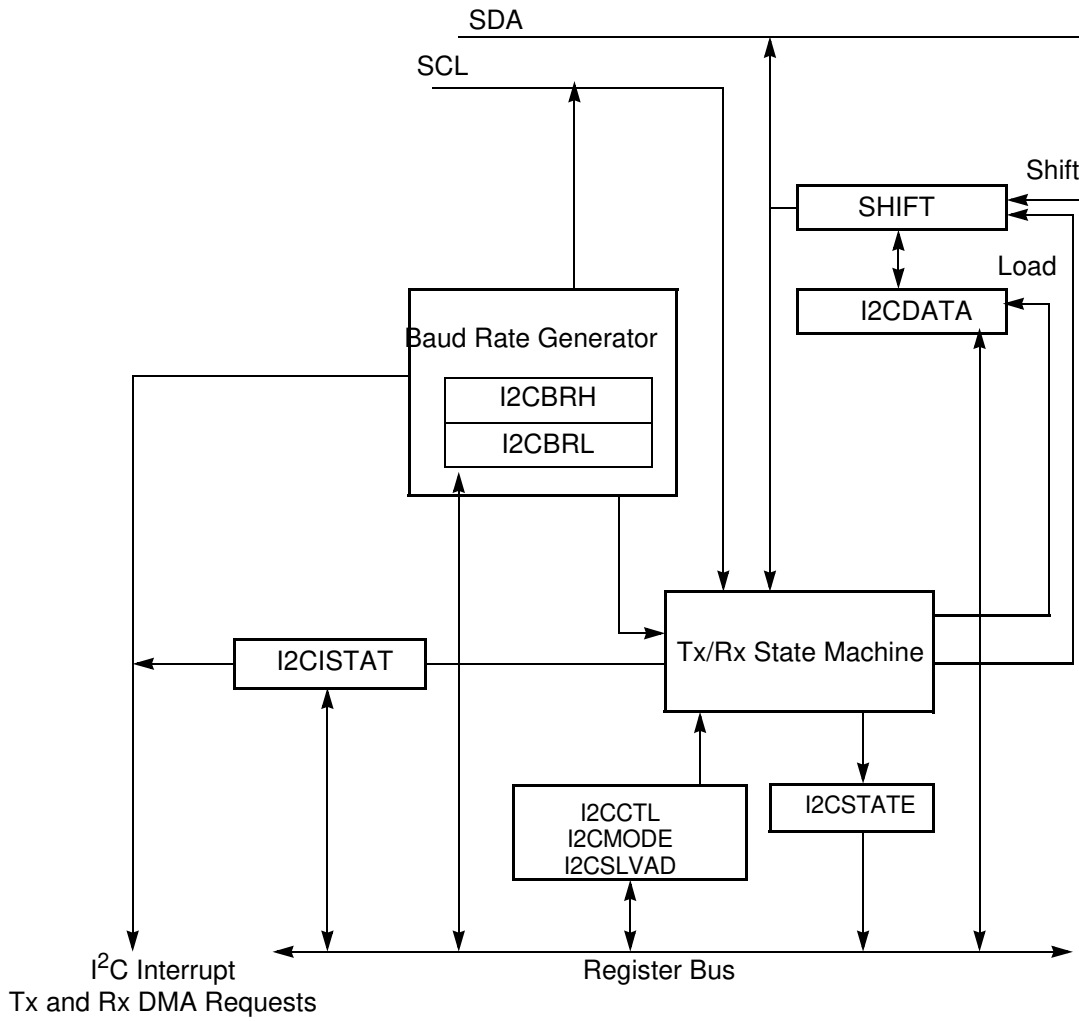 SDA
SCL
Shift
SHIFT
Load
I2CDATA
Baud Rate Generator
I2CBRH
I2CBRL
Tx/Rx State Machine
I2CISTAT
I2CCTL
I2CMODE
I2CSLVAD
I2CSTATE
Register Bus
I²C Interrupt
Tx and Rx DMA Requests